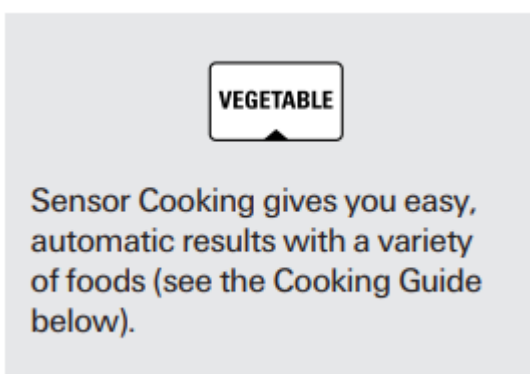 VEGETABLE
Sensor Cooking gives you easy,
automatic results with a variety
of foods (see the Cooking Guide
below).